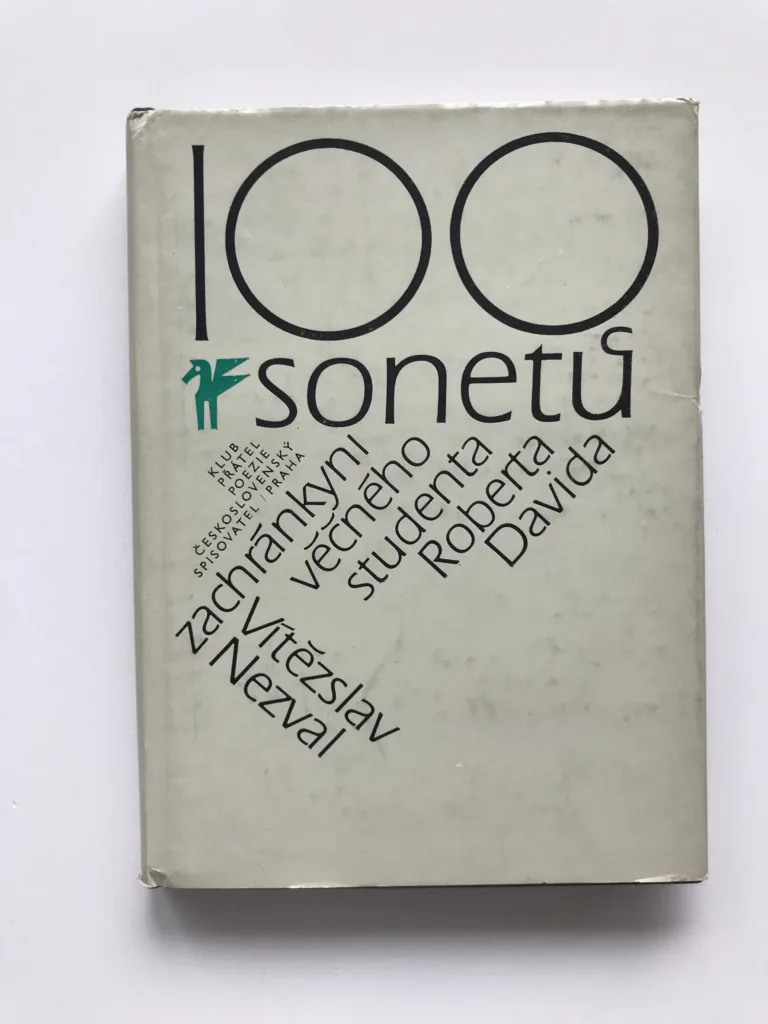 100
sonetů
KLUB
PŘÁTEL
POEZIE
ČESKOSLOVENSKÝ
SPISOVATEL / PRAHA
zachránkyni
věčného
studenta
Roberta
Davida
Vítězslav
Nezval